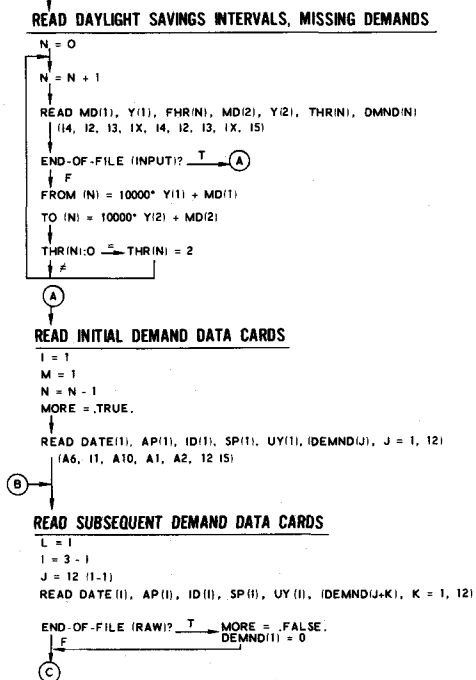 READ DAYLIGHT SAVINGS INTERVALS, MISSING DEMANDS
N = 0
N = N + 1
READ MD(1), Y(1), FHR(N), MD(2), Y(2), THR(N), DMND(N)
(I4, I2, I3, IX, I4, I2, I3, IX, I5)
END-OF-FILE (INPUT)? T A
F
FROM (N) = 10000* Y(1) + MD(1)
TO (N) = 10000* Y(2) + MD(2)
THR(N):0 = THR(N) = 2
≠
A
READ INITIAL DEMAND DATA CARDS
I = 1
M = 1
N = N - 1
MORE = .TRUE.
READ DATE(1), AP(1), ID(1), SP(1), UY(1), (DEMND(J), J = 1, 12)
(A6, I1, A10, A1, A2, 12 I5)
B
READ SUBSEQUENT DEMAND DATA CARDS
L = I
I = 3 - I
J = 12 (I-1)
READ DATE(I), AP(I), ID(I), SP(I), UY(I), (DEMND(J+K), K = 1, 12)
END-OF-FILE (RAW)? T MORE = .FALSE.
F DEMND(1) = 0
C